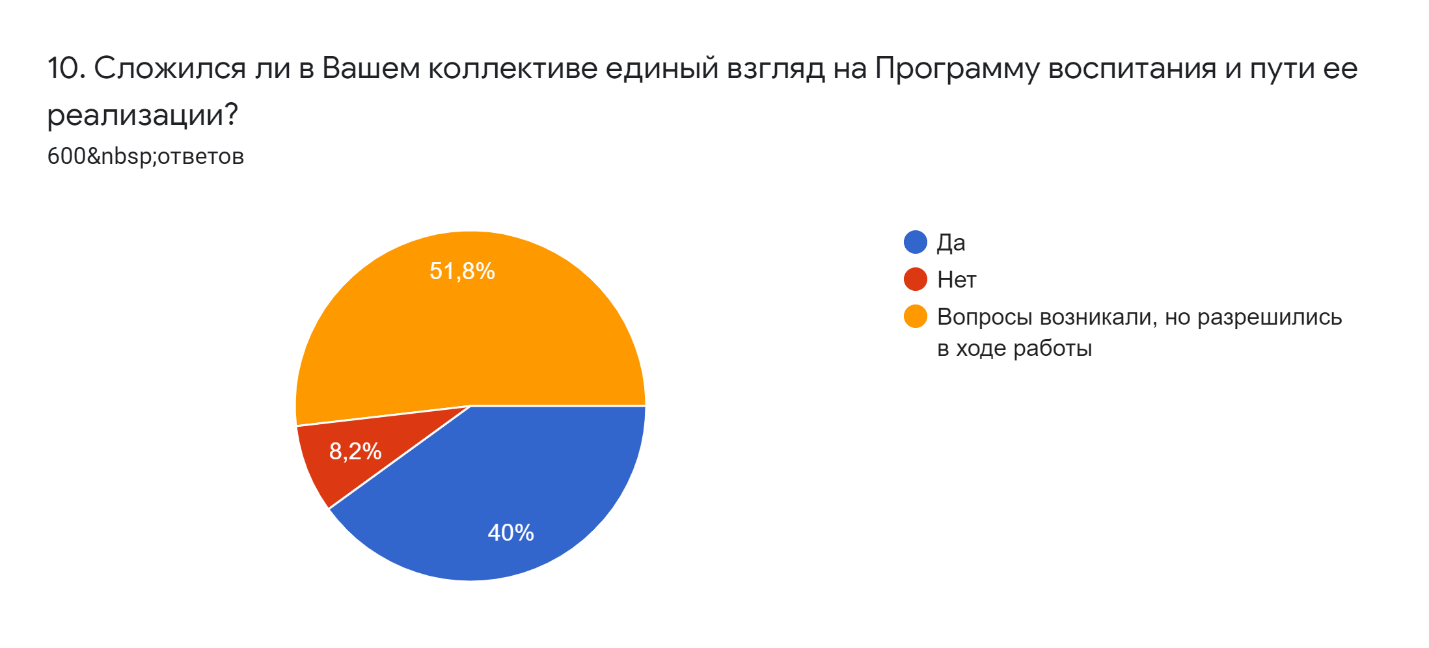 10. Сложился ли в Вашем коллективе единый взгляд на Программу воспитания и пути ее
реализации?
600&nbsp;ответов
51,8%
8,2%
40%
Да
Нет
Вопросы возникали, но разрешились
в ходе работы